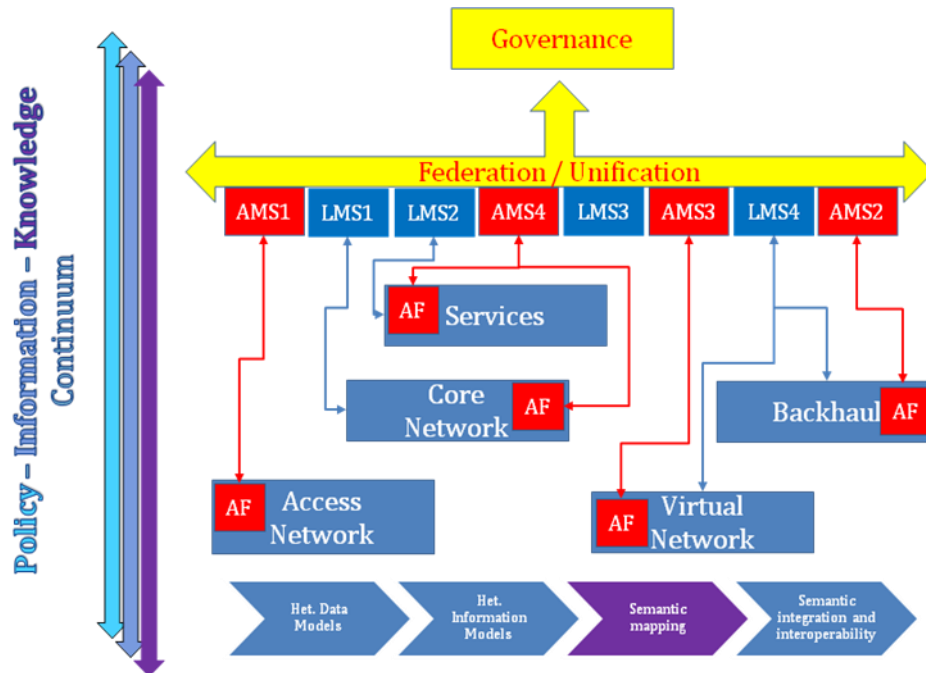 Governance
Federation / Unification
AMS1 LMS1 LMS2 AMS4 LMS3 AMS3 LMS4 AMS2
Policy – Information – Knowledge
Continuum
AF Services
Core
Network AF
Backhaul AF
AF Access
Network
AF Virtual
Network
Het. Data
Models
Het.
Information
Models
Semantic
mapping
Semantic
integration and
interoperability